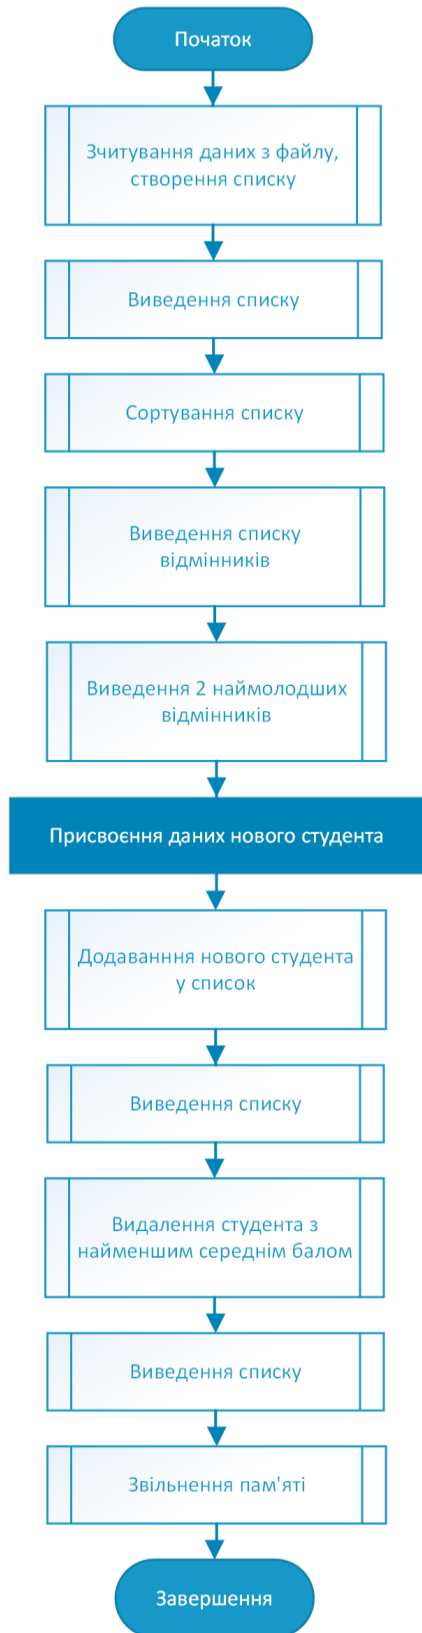 Початок
Зчитування даних з файлу,
створення списку
Виведення списку
Сортування списку
Виведення списку
відмінників
Виведення 2 наймолодших
відмінників
Присвоєння даних нового студента
Додаванння нового студента
у список
Виведення списку
Видалення студента з
найменшим середнім балом
Виведення списку
Звільнення пам'яті
Завершення